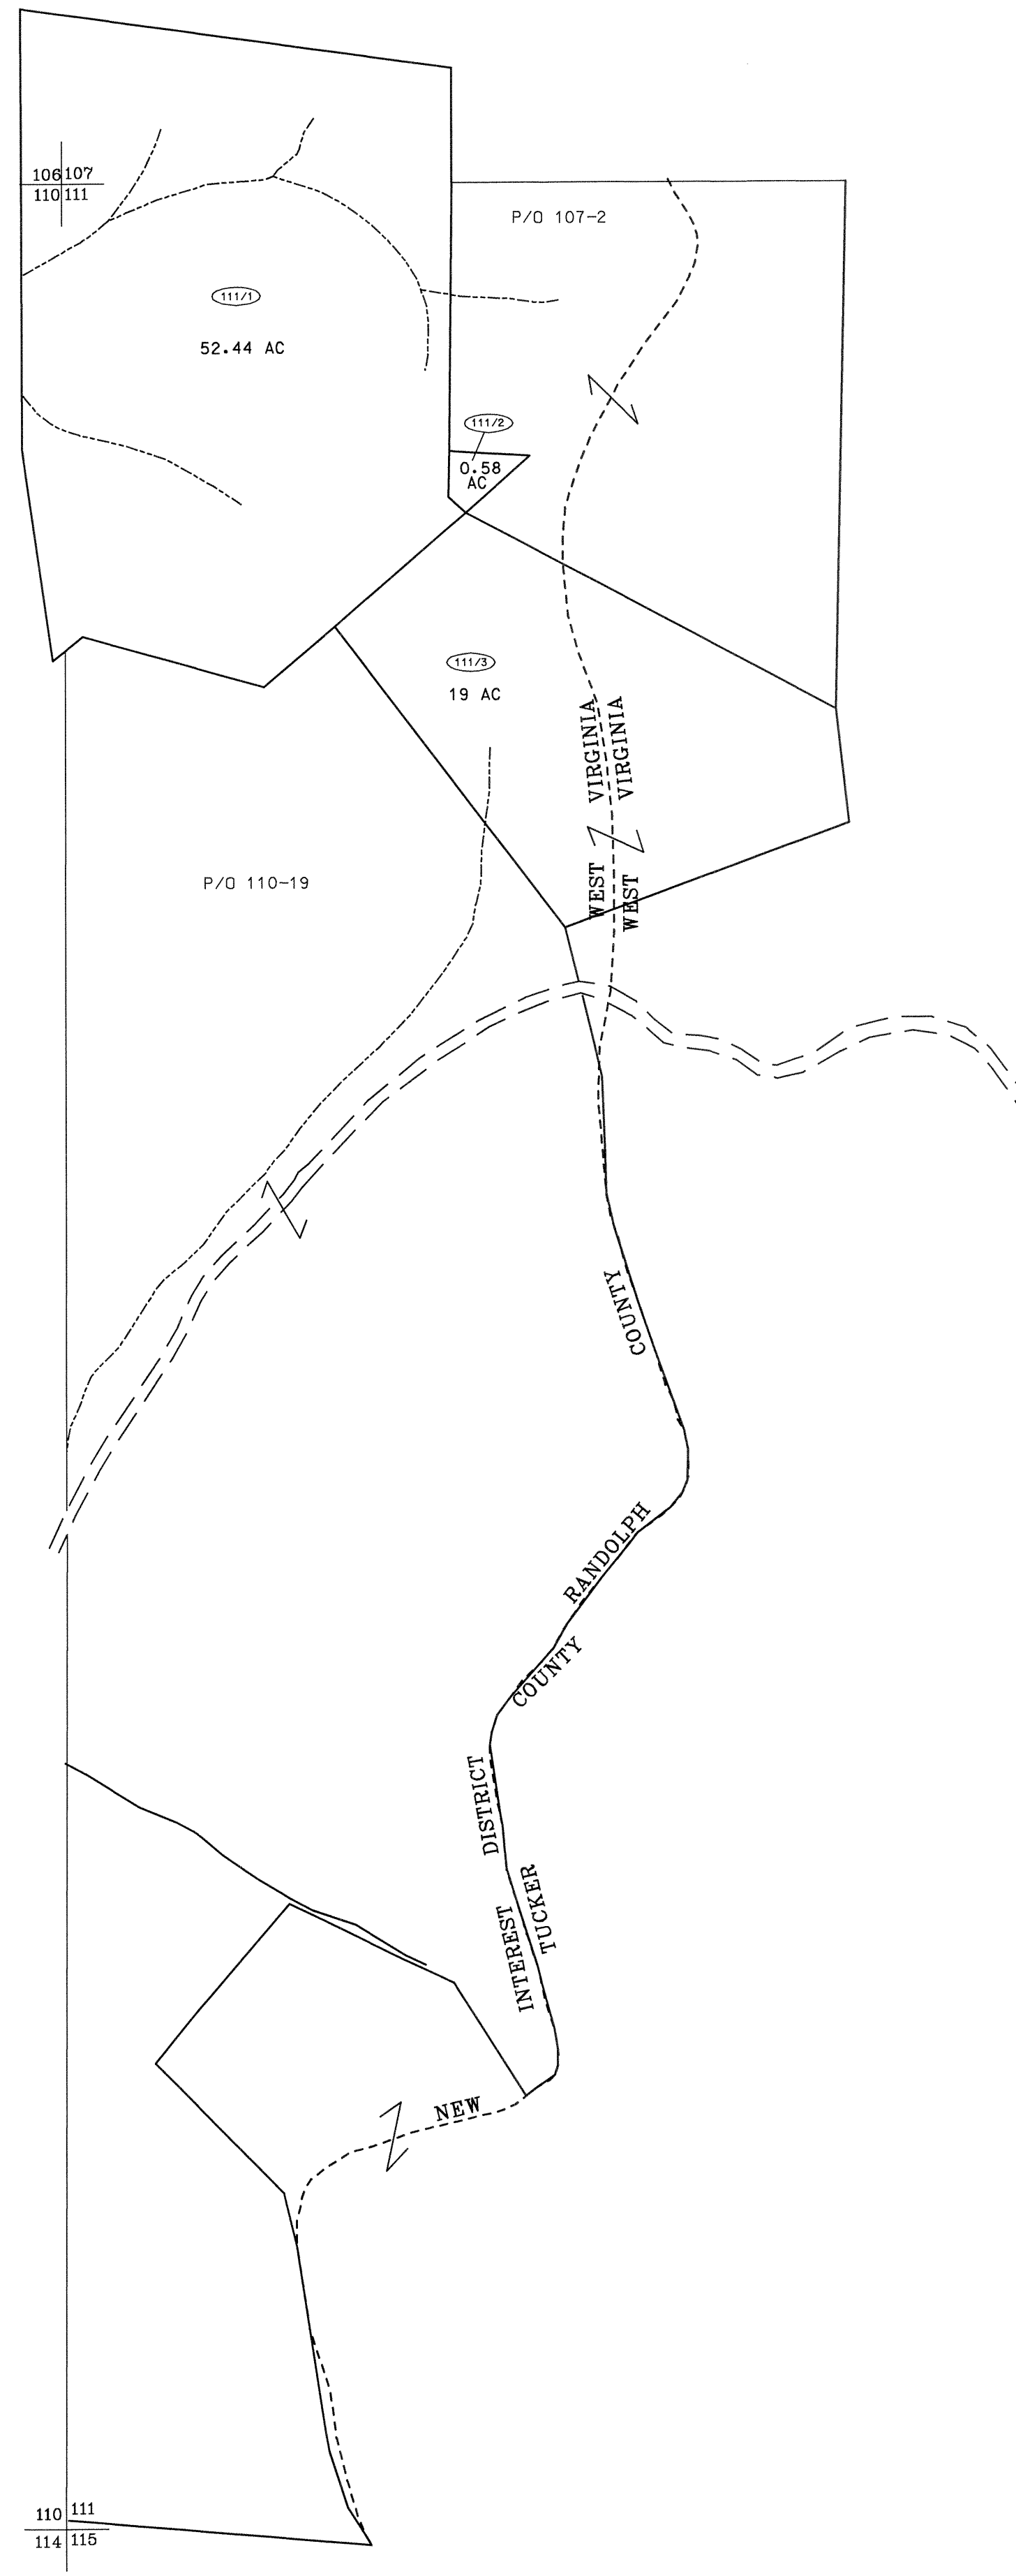 106 107
110 111
P/O 107-2
111/1
52.44 AC
111/2
0.58
AC
111/3
19 AC
WEST VIRGINIA
WEST VIRGINIA
P/O 110-19
COUNTY
RANDOLPH
COUNTY
DISTRICT
TUCKER
INTEREST
NEW
110 111
114 115